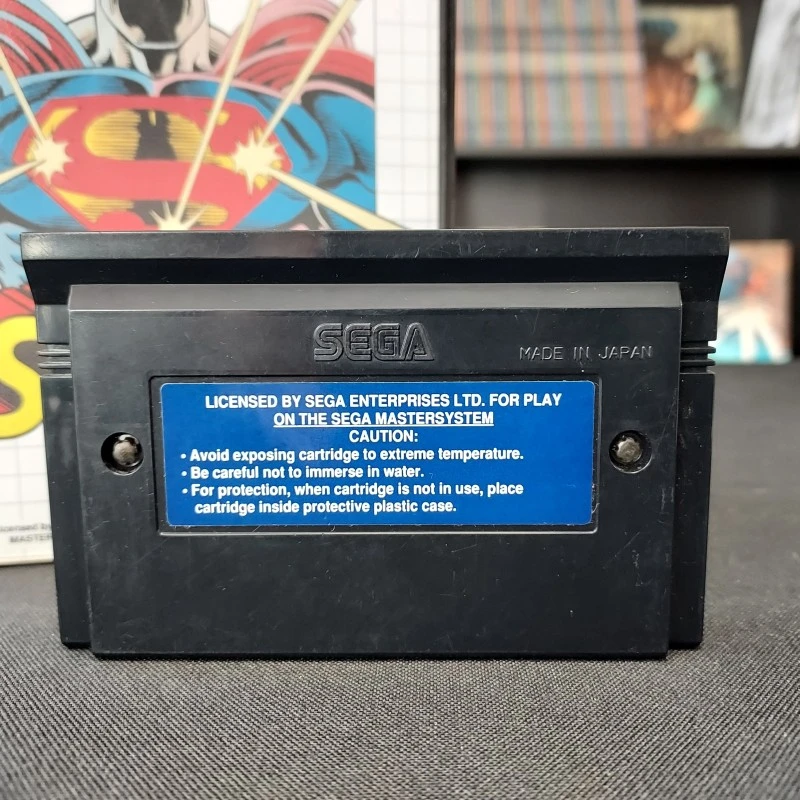 SEGA
MADE IN JAPAN
LICENSED BY SEGA ENTERPRISES LTD. FOR PLAY
ON THE SEGA MASTERSYSTEM
CAUTION:
• Avoid exposing cartridge to extreme temperature.
• Be careful not to immerse in water.
• For protection, when cartridge is not in use, place
cartridge inside protective plastic case.